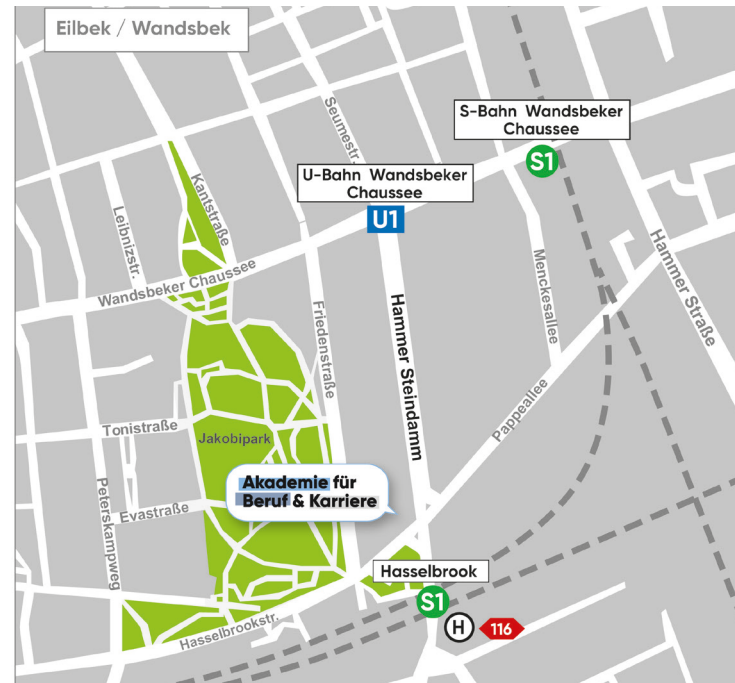 Eilbek / Wandsbek
S-Bahn Wandsbeker
Chaussee
S1
Seumestr.
U-Bahn Wandsbeker
Chaussee
U1
Kantstraße
Leibnizstr.
Wandsbeker Chaussee
Hammer Straße
Menckesallee
Friedenstraße
Hammer Steindamm
Pappeallee
Tonistraße
Jakobipark
Akademie für
Beruf & Karriere
Peterskampweg
Evastraße
Hasselbrook
S1
H
116
Hasselbrookstr.